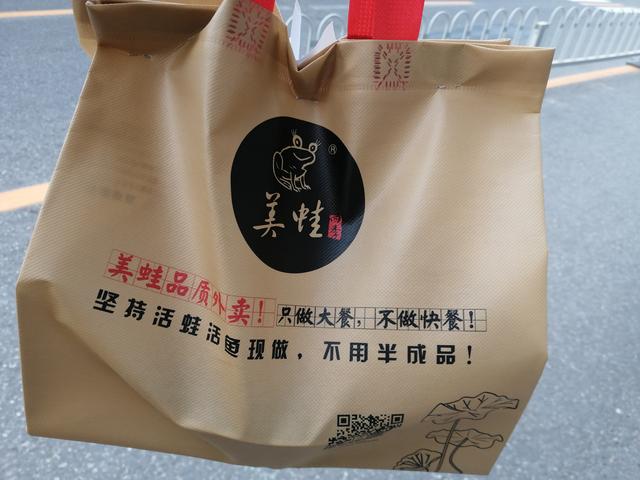 ®
美蛙
美蛙品质外卖！只做大餐，不做快餐！
坚持活蛙活鱼现做，不用半成品！